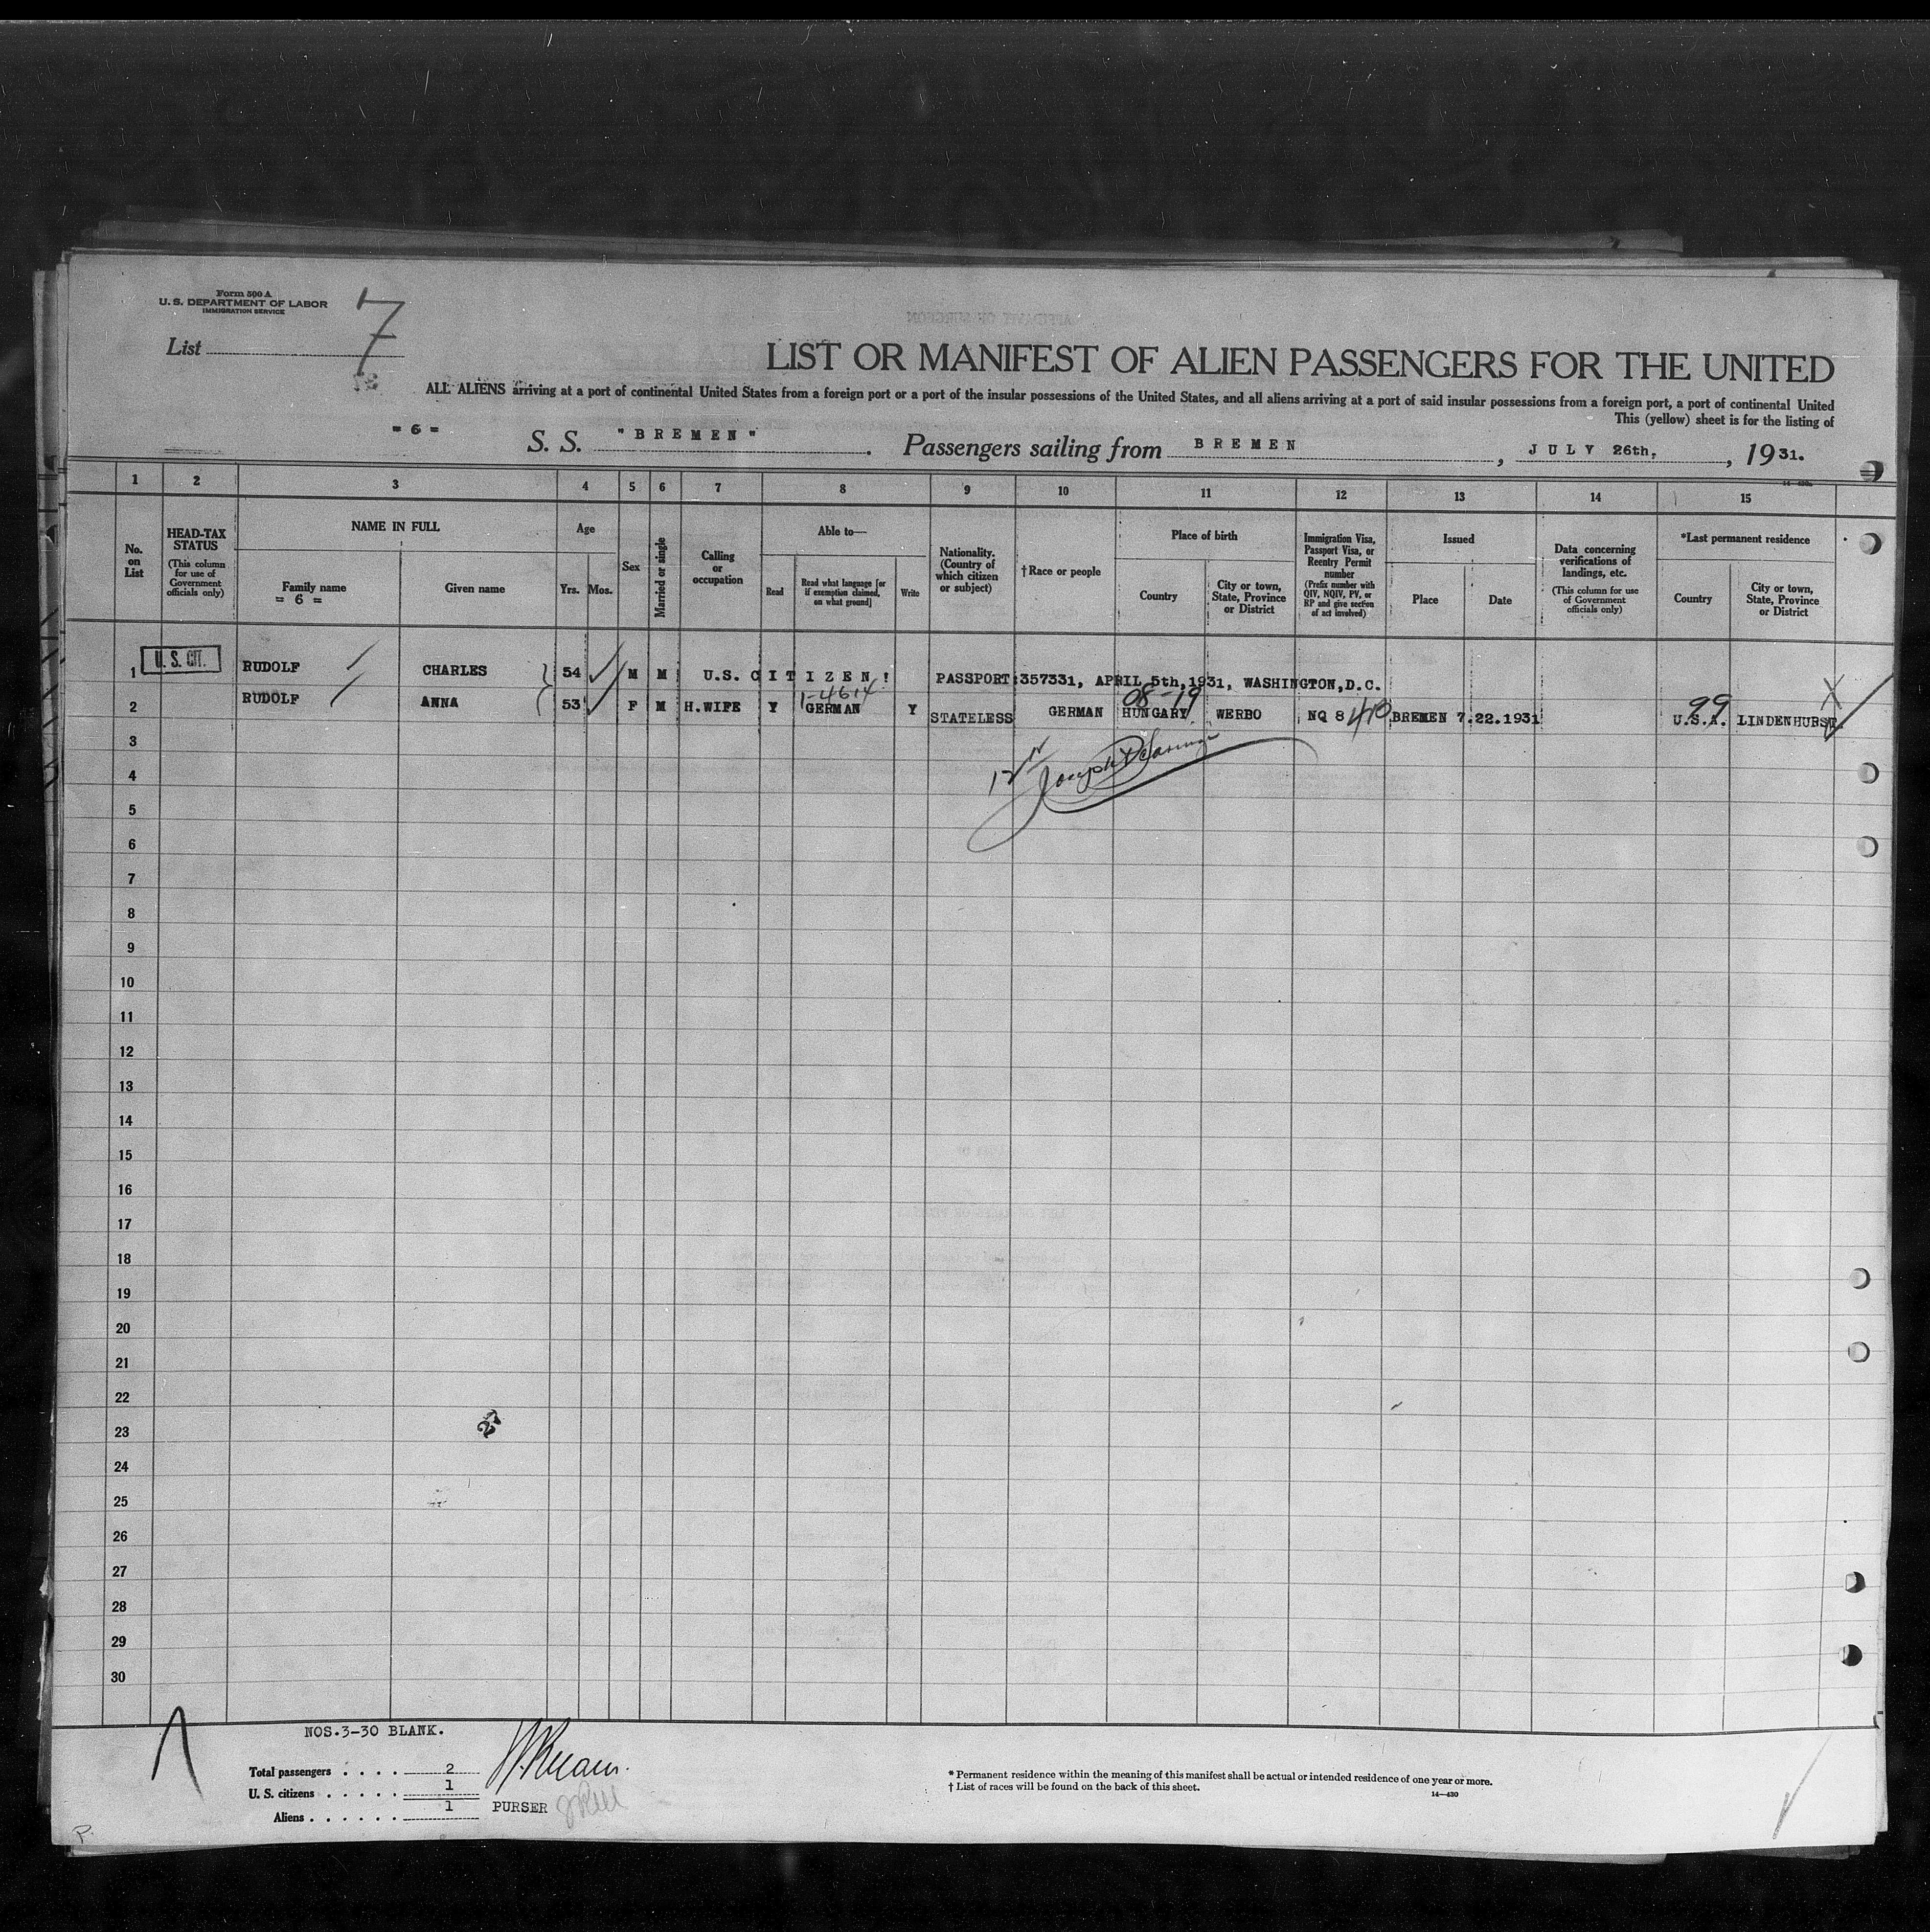 Form 500 A
U. S. DEPARTMENT OF LABOR
IMMIGRATION SERVICE
List 7
LIST OR MANIFEST OF ALIEN PASSENGERS FOR THE UNITED
ALL ALIENS arriving at a port of continental United States from a foreign port or a port of the insular possessions of the United States, and all aliens arriving at a port of said insular possessions from a foreign port, a port of continental United
This (yellow) sheet is for the listing of
= 6 = S. S. "BREMEN". Passengers sailing from BREMEN, JULY 26th, 1931.
1 2 3 4 5 6 7 8 9 10 11 12 13 14 15
No. on List
HEAD-TAX STATUS
(This column for use of Government officials only)
NAME IN FULL
Family name
= 6 =
Given name
Age
Yrs. Mos.
Sex
Married or single
Calling or occupation
Able to—
Read
Read what language [or if exemption claimed, on what ground]
Write
Nationality. (Country of which citizen or subject)
†Race or people
Place of birth
Country
City or town, State, Province or District
Immigration Visa, Passport Visa, or Reentry Permit number
(Prefix number with QIV, NQIV, PV, or RP and give section of act involved)
Issued
Place
Date
Data concerning verifications of landings, etc.
(This column for use of Government officials only)
*Last permanent residence
Country
City or town, State, Province or District
1 U. S. CIT. RUDOLF CHARLES 54 M M U.S. CITIZEN! PASSPORT:357331, APRIL 5th,1931, WASHINGTON,D.C.
1-4614 08-19 99 X
2 RUDOLF ANNA 53 F M H.WIFE Y GERMAN Y STATELESS GERMAN HUNGARY WERBO NQ 8 410 BREMEN 7.22.1931 U.S.A. LINDENHURST.
3
4
5
6
7
8
9
10
11
12
13
14
15
16
17
18
19
20
21
22
23
24
25
26
27
28
29
30
NOS.3-30 BLANK.
Total passengers . . . . 2
U. S. citizens . . . . . 1
Aliens . . . . . . 1
PURSER
* Permanent residence within the meaning of this manifest shall be actual or intended residence of one year or more.
† List of races will be found on the back of this sheet.
14—430
P.